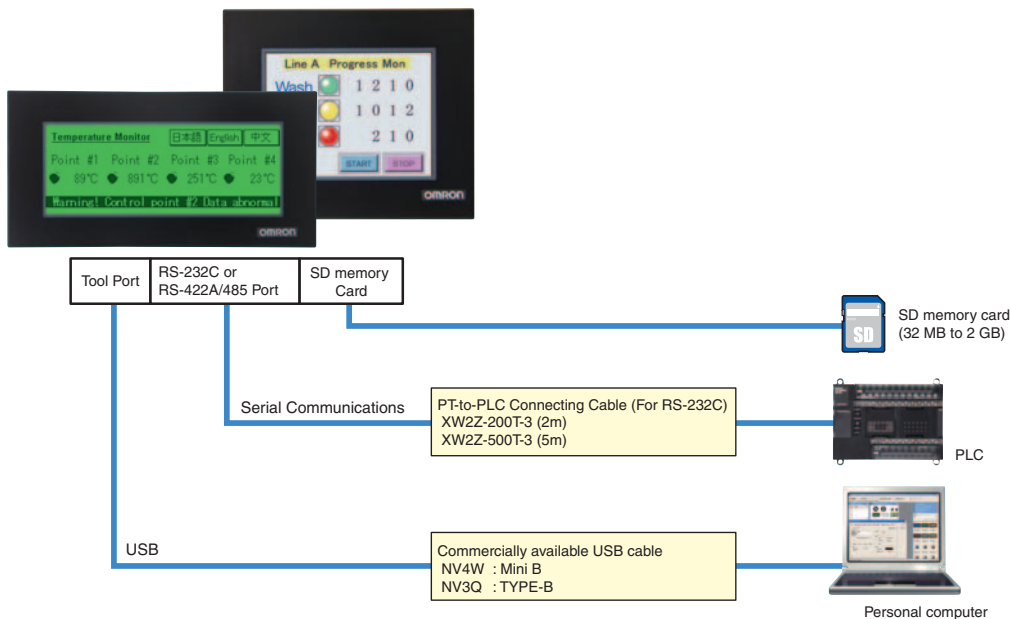 Line A Progress Mon
Wash 1 2 1 0
1 0 1 2
2 1 0
START STOP
OMRON
Temperature Monitor 日本語 English 中文
Point #1 Point #2 Point #3 Point #4
89℃ 891℃ 251℃ 23℃
Warning! Control point #2 Data abnormal
OMRON
Tool Port
RS-232C or
RS-422A/485 Port
SD memory
Card
SD
SD memory card
(32 MB to 2 GB)
Serial Communications
PT-to-PLC Connecting Cable (For RS-232C)
XW2Z-200T-3 (2m)
XW2Z-500T-3 (5m)
PLC
USB
Commercially available USB cable
NV4W : Mini B
NV3Q : TYPE-B
Personal computer